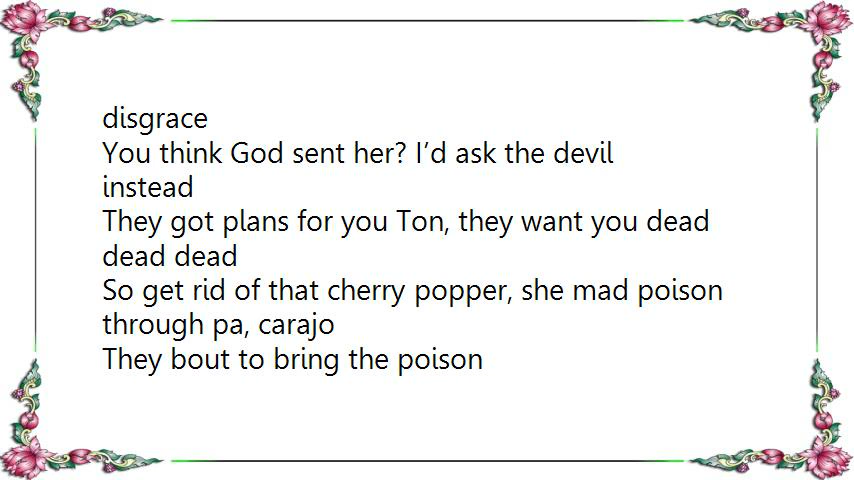 disgrace
You think God sent her? I’d ask the devil
instead
They got plans for you Ton, they want you dead
dead dead
So get rid of that cherry popper, she mad poison
through pa, carajo
They bout to bring the poison